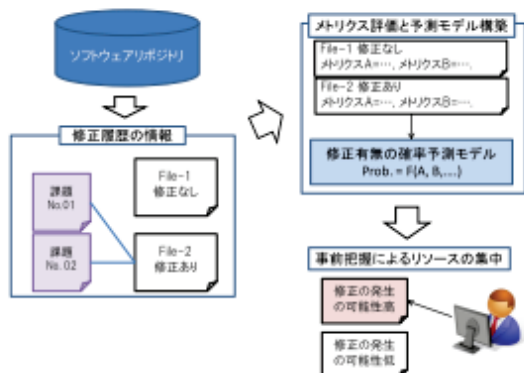 ソフトウェアリポジトリ
修正履歴の情報
課題
No.01
課題
No.02
File-1
修正なし
File-2
修正あり
メトリクス評価と予測モデル構築
File-1 修正なし
メトリクスA=…, メトリクスB=….
File-2 修正あり
メトリクスA=…, メトリクスB=….
修正有無の確率予測モデル
Prob. = F(A, B,....)
事前把握によるリソースの集中
修正の発生
の可能性高
修正の発生
の可能性低